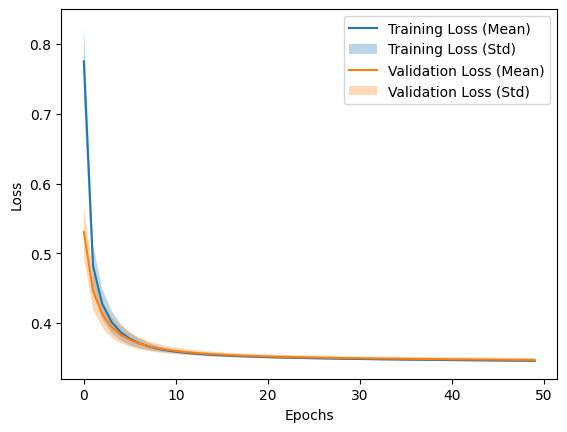 Training Loss (Mean)
Training Loss (Std)
Validation Loss (Mean)
Validation Loss (Std)
0.8
0.7
0.6
0.5
0.4
Loss
0
10
20
30
40
50
Epochs